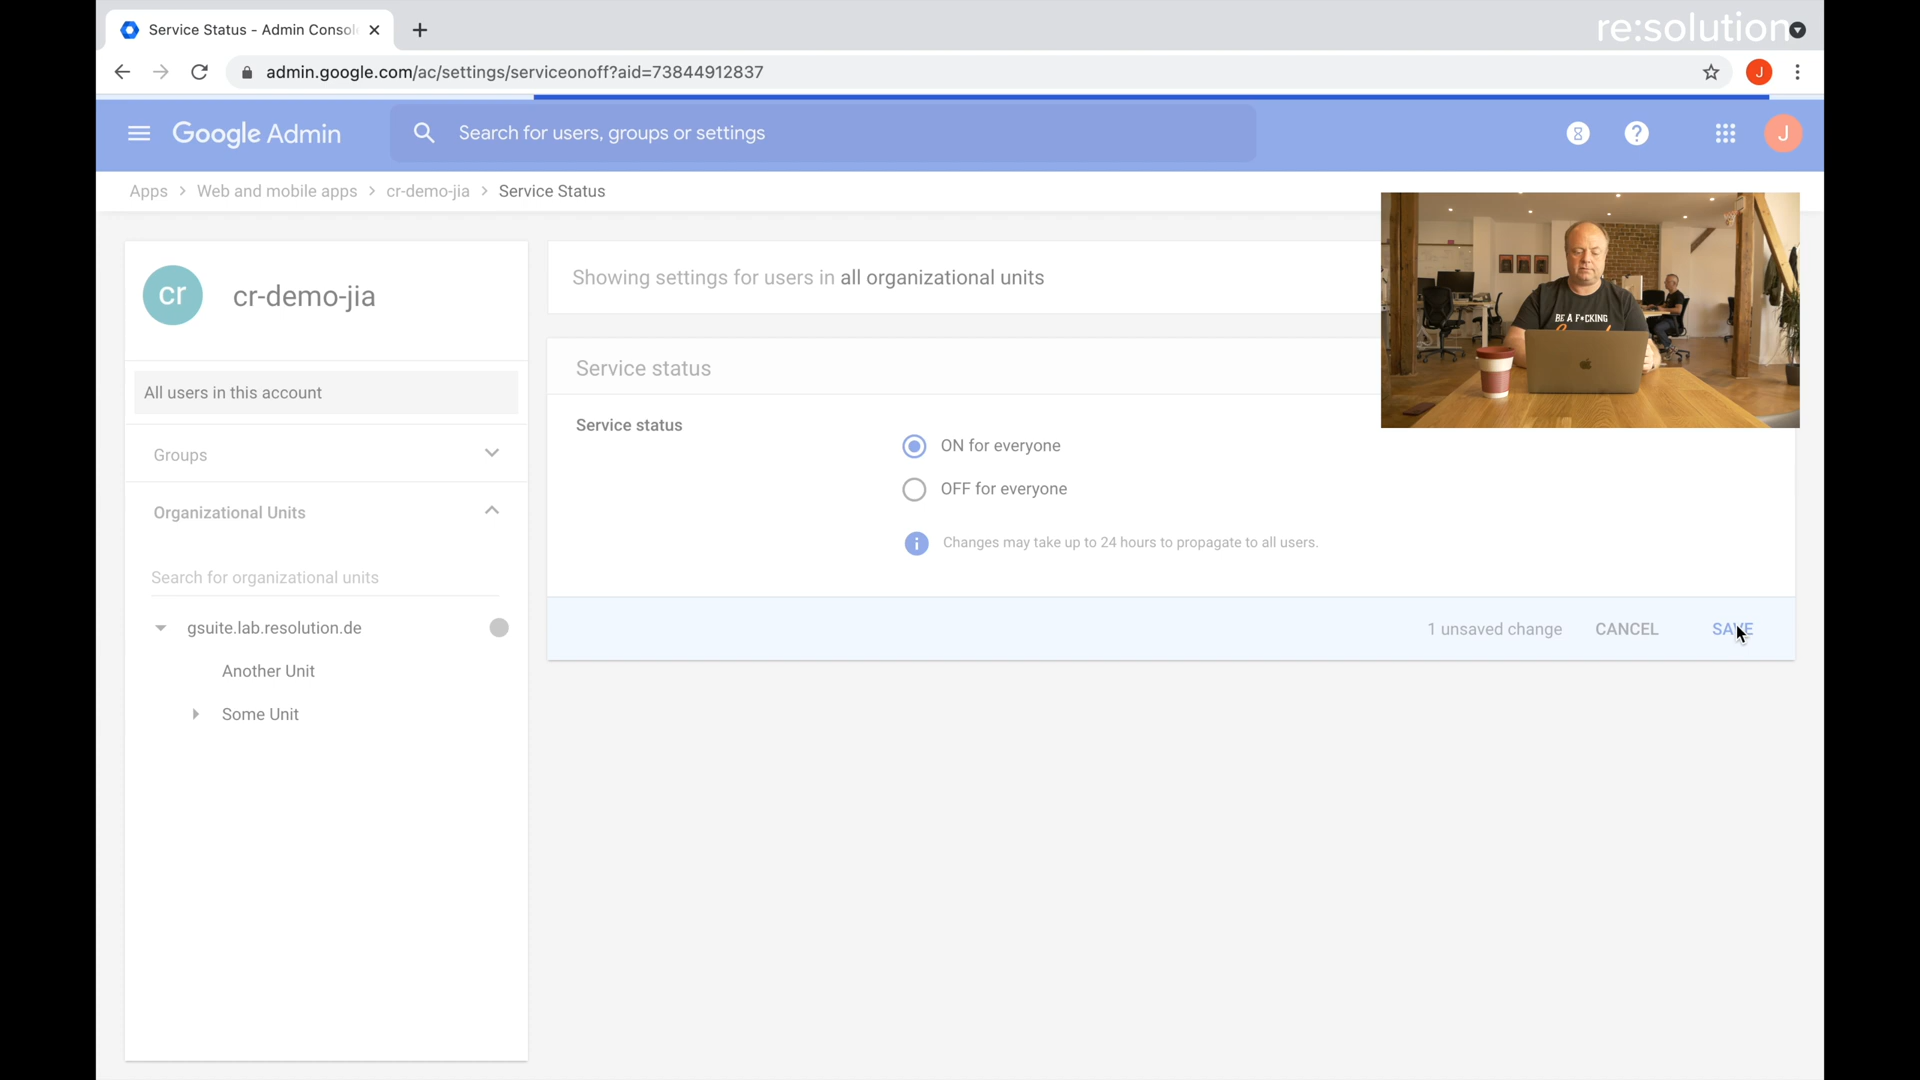 Service Status - Admin Consol
re:solution
admin.google.com/ac/settings/serviceonoff?aid=73844912837
J
Google Admin
Search for users, groups or settings
J
Apps > Web and mobile apps > cr-demo-jia > Service Status
cr
cr-demo-jia
Showing settings for users in all organizational units
BE A F*CKING
All users in this account
Service status
Service status
ON for everyone
OFF for everyone
Changes may take up to 24 hours to propagate to all users.
Groups
Organizational Units
Search for organizational units
gsuite.lab.resolution.de
Another Unit
Some Unit
1 unsaved change
CANCEL
SAVE